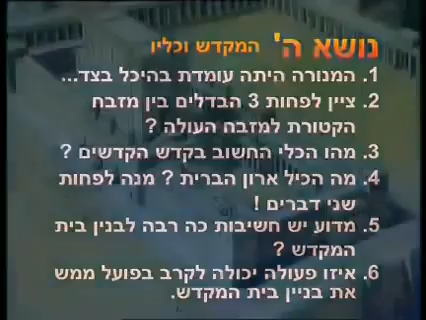 נושא ה' המקדש וכליו
1. המנורה היתה עומדת בהיכל בצד...
2. ציין לפחות 3 הבדלים בין מזבח
הקטורת למזבח העולה ?
3. מהו הכלי החשוב בקדש הקדשים ?
4. מה הכיל ארון הברית ? מנה לפחות
שני דברים !
5. מדוע יש חשיבות כה רבה לבנין בית
המקדש ?
6. איזו פעולה יכולה לקרב בפועל ממש
את בניין בית המקדש.